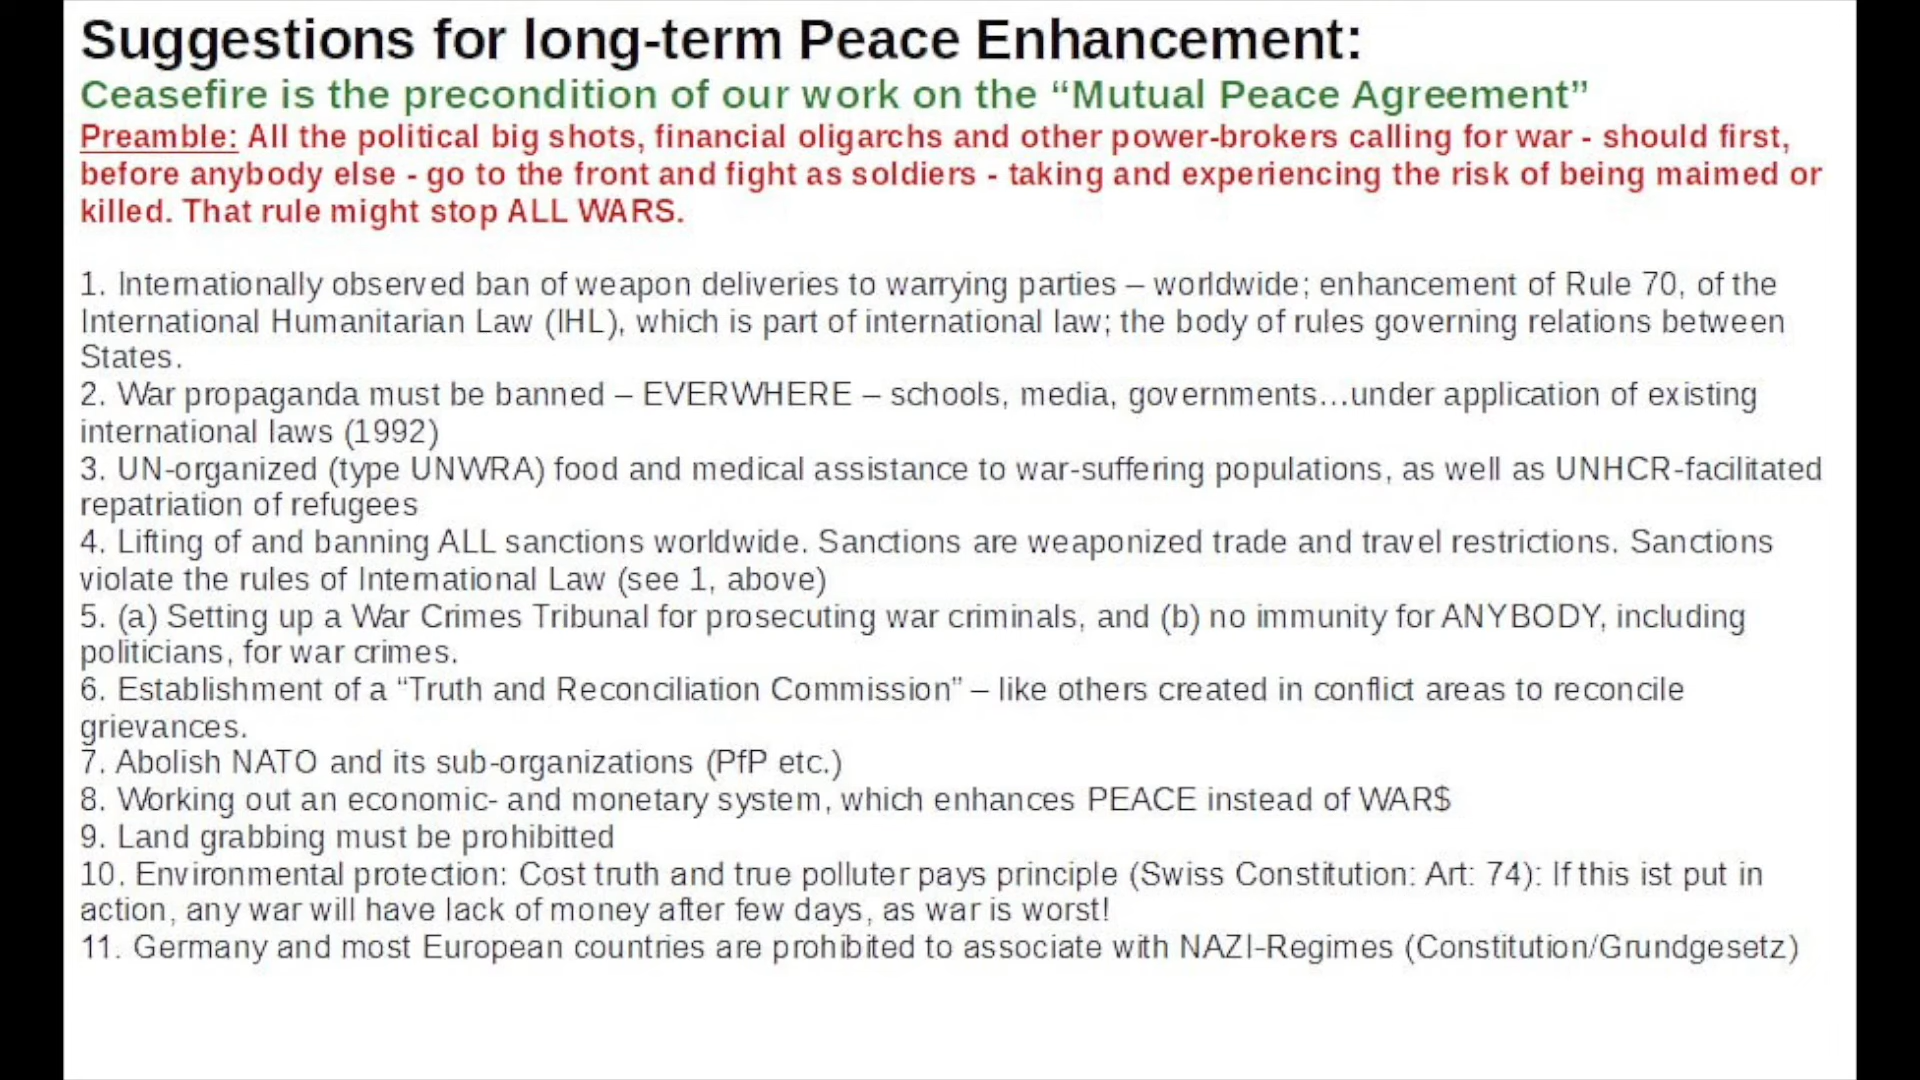 Suggestions for long-term Peace Enhancement:
Ceasefire is the precondition of our work on the “Mutual Peace Agreement”
Preamble: All the political big shots, financial oligarchs and other power-brokers calling for war - should first,
before anybody else - go to the front and fight as soldiers - taking and experiencing the risk of being maimed or
killed. That rule might stop ALL WARS.
1. Internationally observed ban of weapon deliveries to warrying parties – worldwide; enhancement of Rule 70, of the
International Humanitarian Law (IHL), which is part of international law; the body of rules governing relations between
States.
2. War propaganda must be banned – EVERWHERE – schools, media, governments…under application of existing
international laws (1992)
3. UN-organized (type UNWRA) food and medical assistance to war-suffering populations, as well as UNHCR-facilitated
repatriation of refugees
4. Lifting of and banning ALL sanctions worldwide. Sanctions are weaponized trade and travel restrictions. Sanctions
violate the rules of International Law (see 1, above)
5. (a) Setting up a War Crimes Tribunal for prosecuting war criminals, and (b) no immunity for ANYBODY, including
politicians, for war crimes.
6. Establishment of a “Truth and Reconciliation Commission” – like others created in conflict areas to reconcile
grievances.
7. Abolish NATO and its sub-organizations (PfP etc.)
8. Working out an economic- and monetary system, which enhances PEACE instead of WAR$
9. Land grabbing must be prohibitted
10. Environmental protection: Cost truth and true polluter pays principle (Swiss Constitution: Art: 74): If this ist put in
action, any war will have lack of money after few days, as war is worst!
11. Germany and most European countries are prohibited to associate with NAZI-Regimes (Constitution/Grundgesetz)